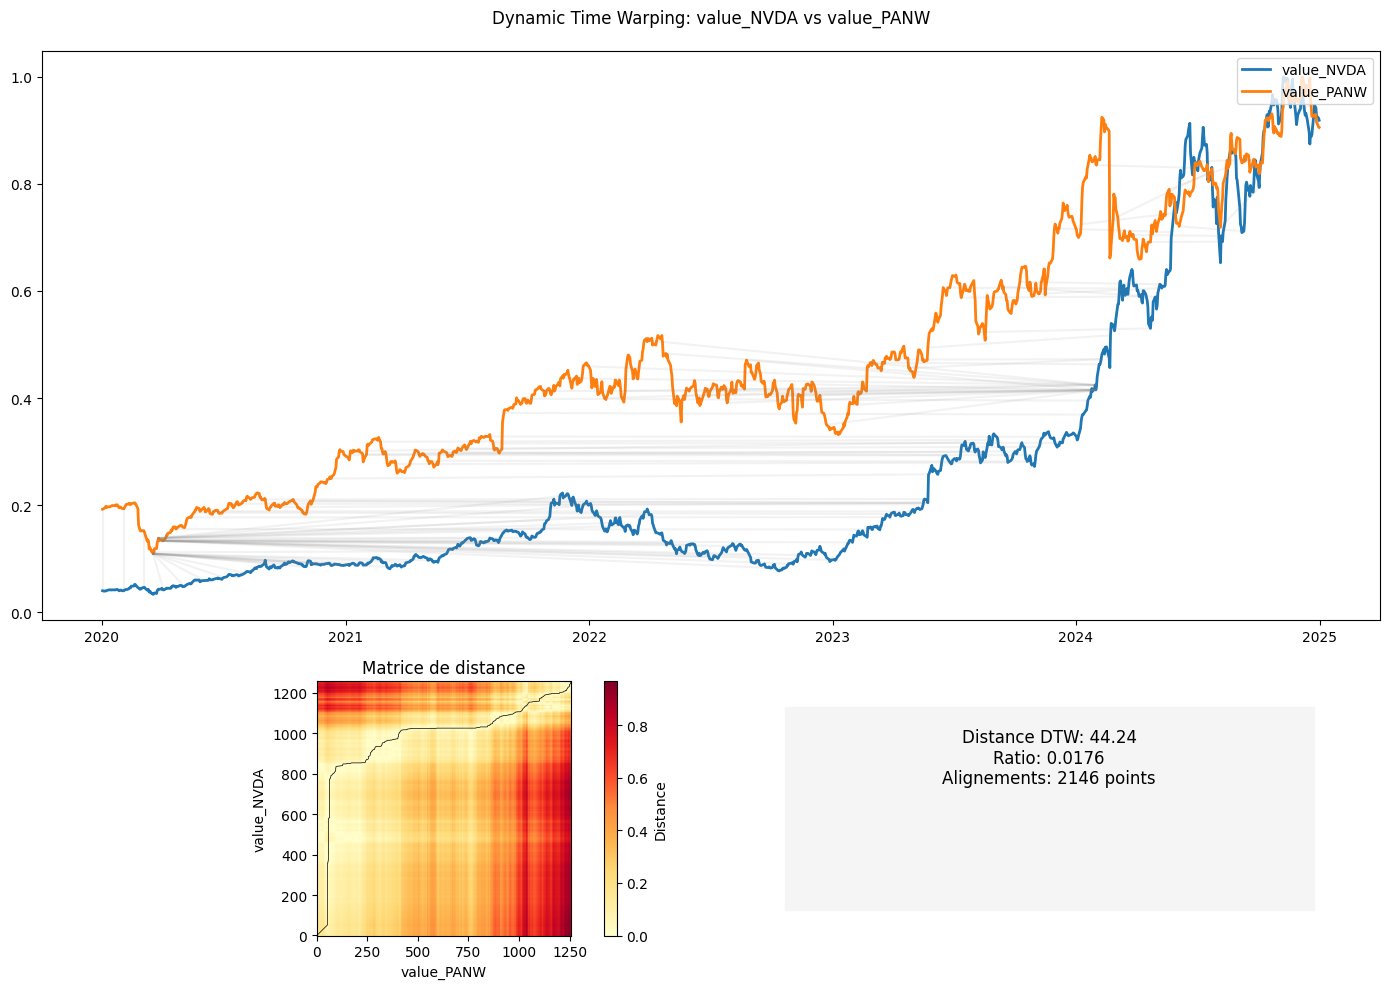 Dynamic Time Warping: value_NVDA vs value_PANW
value_NVDA
value_PANW
1.0
0.8
0.6
0.4
0.2
0.0
2020 2021 2022 2023 2024 2025
Matrice de distance
value_NVDA
1200
1000
800
600
400
200
0
0 250 500 750 1000 1250
value_PANW
0.8
0.6
0.4
0.2
0.0
Distance
Distance DTW: 44.24
Ratio: 0.0176
Alignements: 2146 points